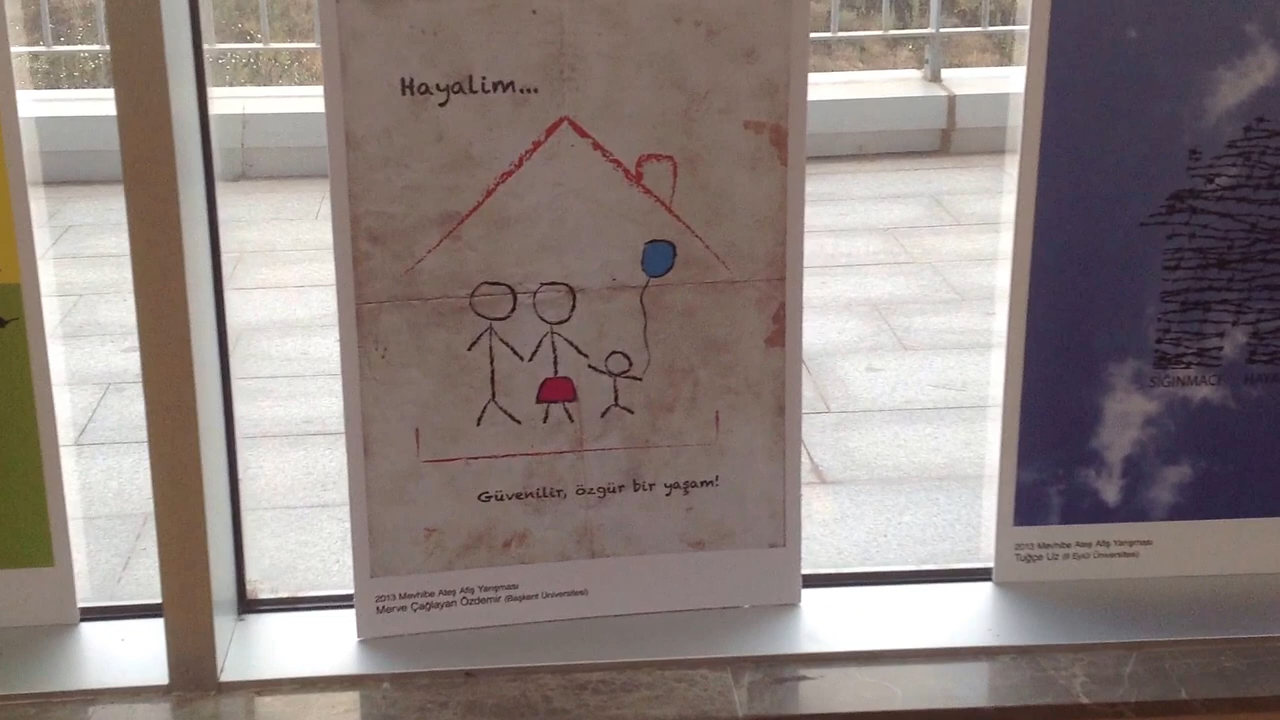 Hayalim...
Güvenilir, özgür bir yaşam!
2013 Mevhibe Ateş Afiş Yarışması
Merve Çağlayan Özdemir (Başkent Üniversitesi)
SIĞINMACI
2013 Mevhibe Ateş Afiş Yarışması
Tuğçe Uz (9 Eylül Üniversitesi)